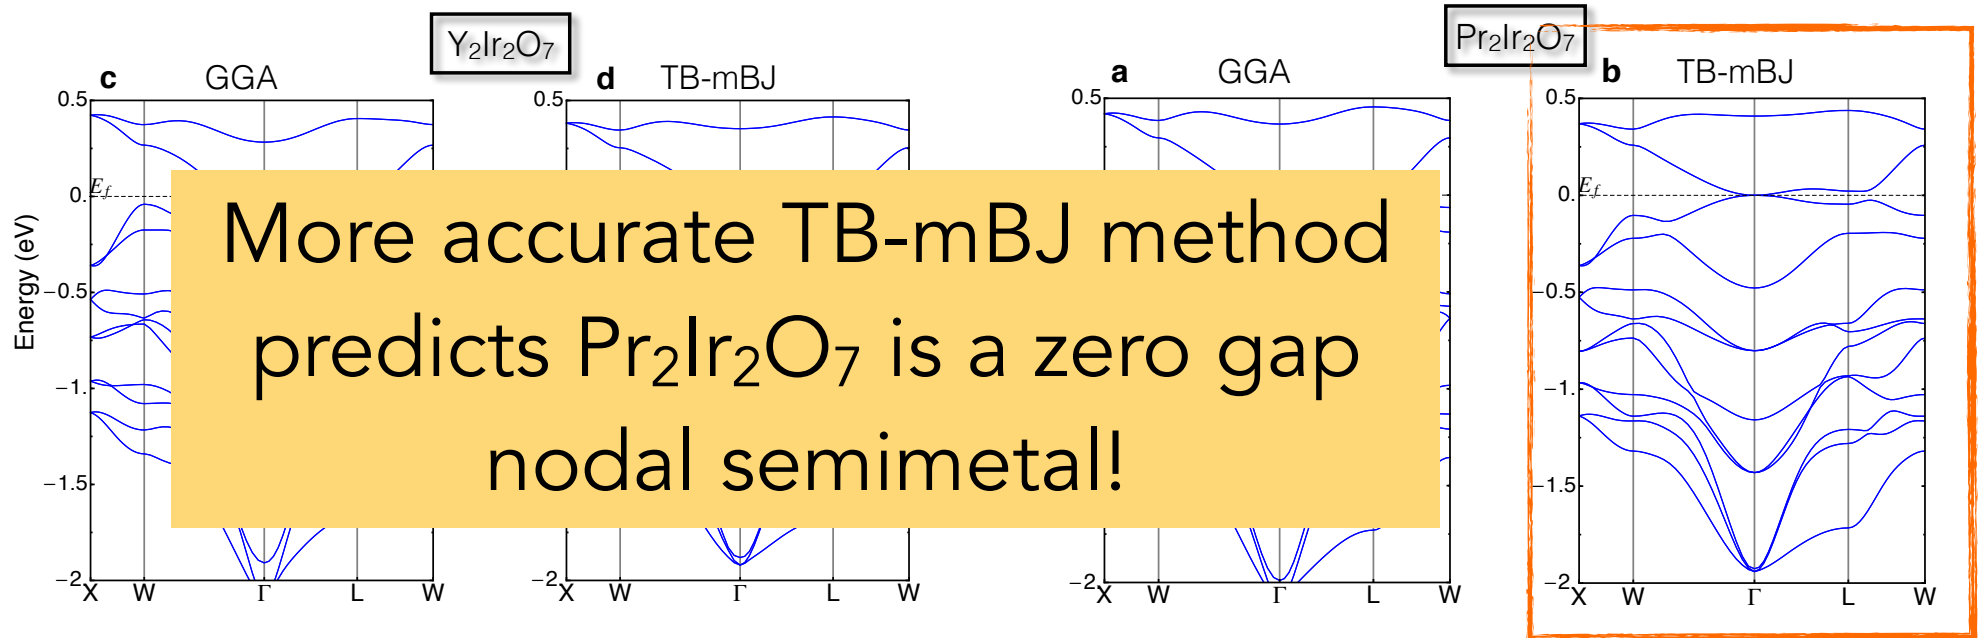 Y₂Ir₂O₇
Pr₂Ir₂O₇
c GGA
d TB-mBJ
a GGA
b TB-mBJ
0.5
0.5
0.5
0.5
Energy (eV)
0.
E_f
0.
E_f
−0.5
−0.5
−1.
−1.
−1.5
−1.5
−2
−2
−2
−2
X W Γ L W
X W Γ L W
X W Γ L W
X W Γ L W
More accurate TB-mBJ method
predicts Pr₂Ir₂O₇ is a zero gap
nodal semimetal!